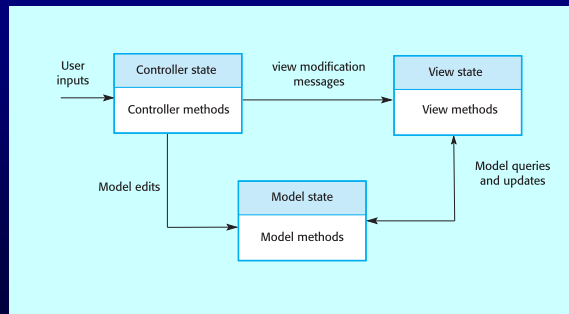 User
inputs
Controller state
Controller methods
view modification
messages
View state
View methods
Model edits
Model state
Model methods
Model queries
and updates